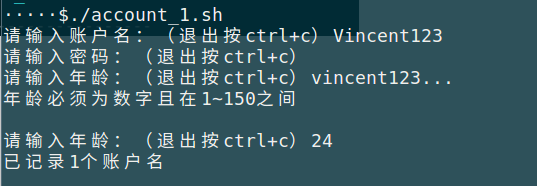 ·····$./account_1.sh
请输入账户名：（退出按ctrl+c）Vincent123
请输入密码：（退出按ctrl+c）
请输入年龄：（退出按ctrl+c）vincent123...
年龄必须为数字且在1~150之间
请输入年龄：（退出按ctrl+c）24
已记录1个账户名